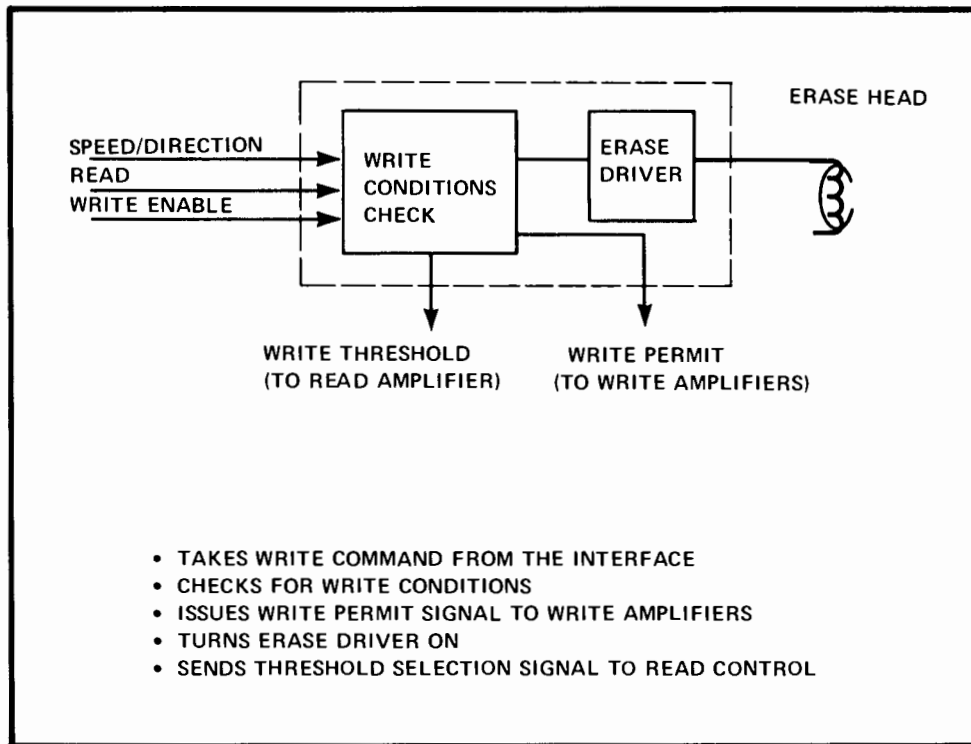 ERASE HEAD
SPEED/DIRECTION
READ
WRITE ENABLE
WRITE
CONDITIONS
CHECK
ERASE
DRIVER
WRITE THRESHOLD
(TO READ AMPLIFIER)
WRITE PERMIT
(TO WRITE AMPLIFIERS)
• TAKES WRITE COMMAND FROM THE INTERFACE
• CHECKS FOR WRITE CONDITIONS
• ISSUES WRITE PERMIT SIGNAL TO WRITE AMPLIFIERS
• TURNS ERASE DRIVER ON
• SENDS THRESHOLD SELECTION SIGNAL TO READ CONTROL